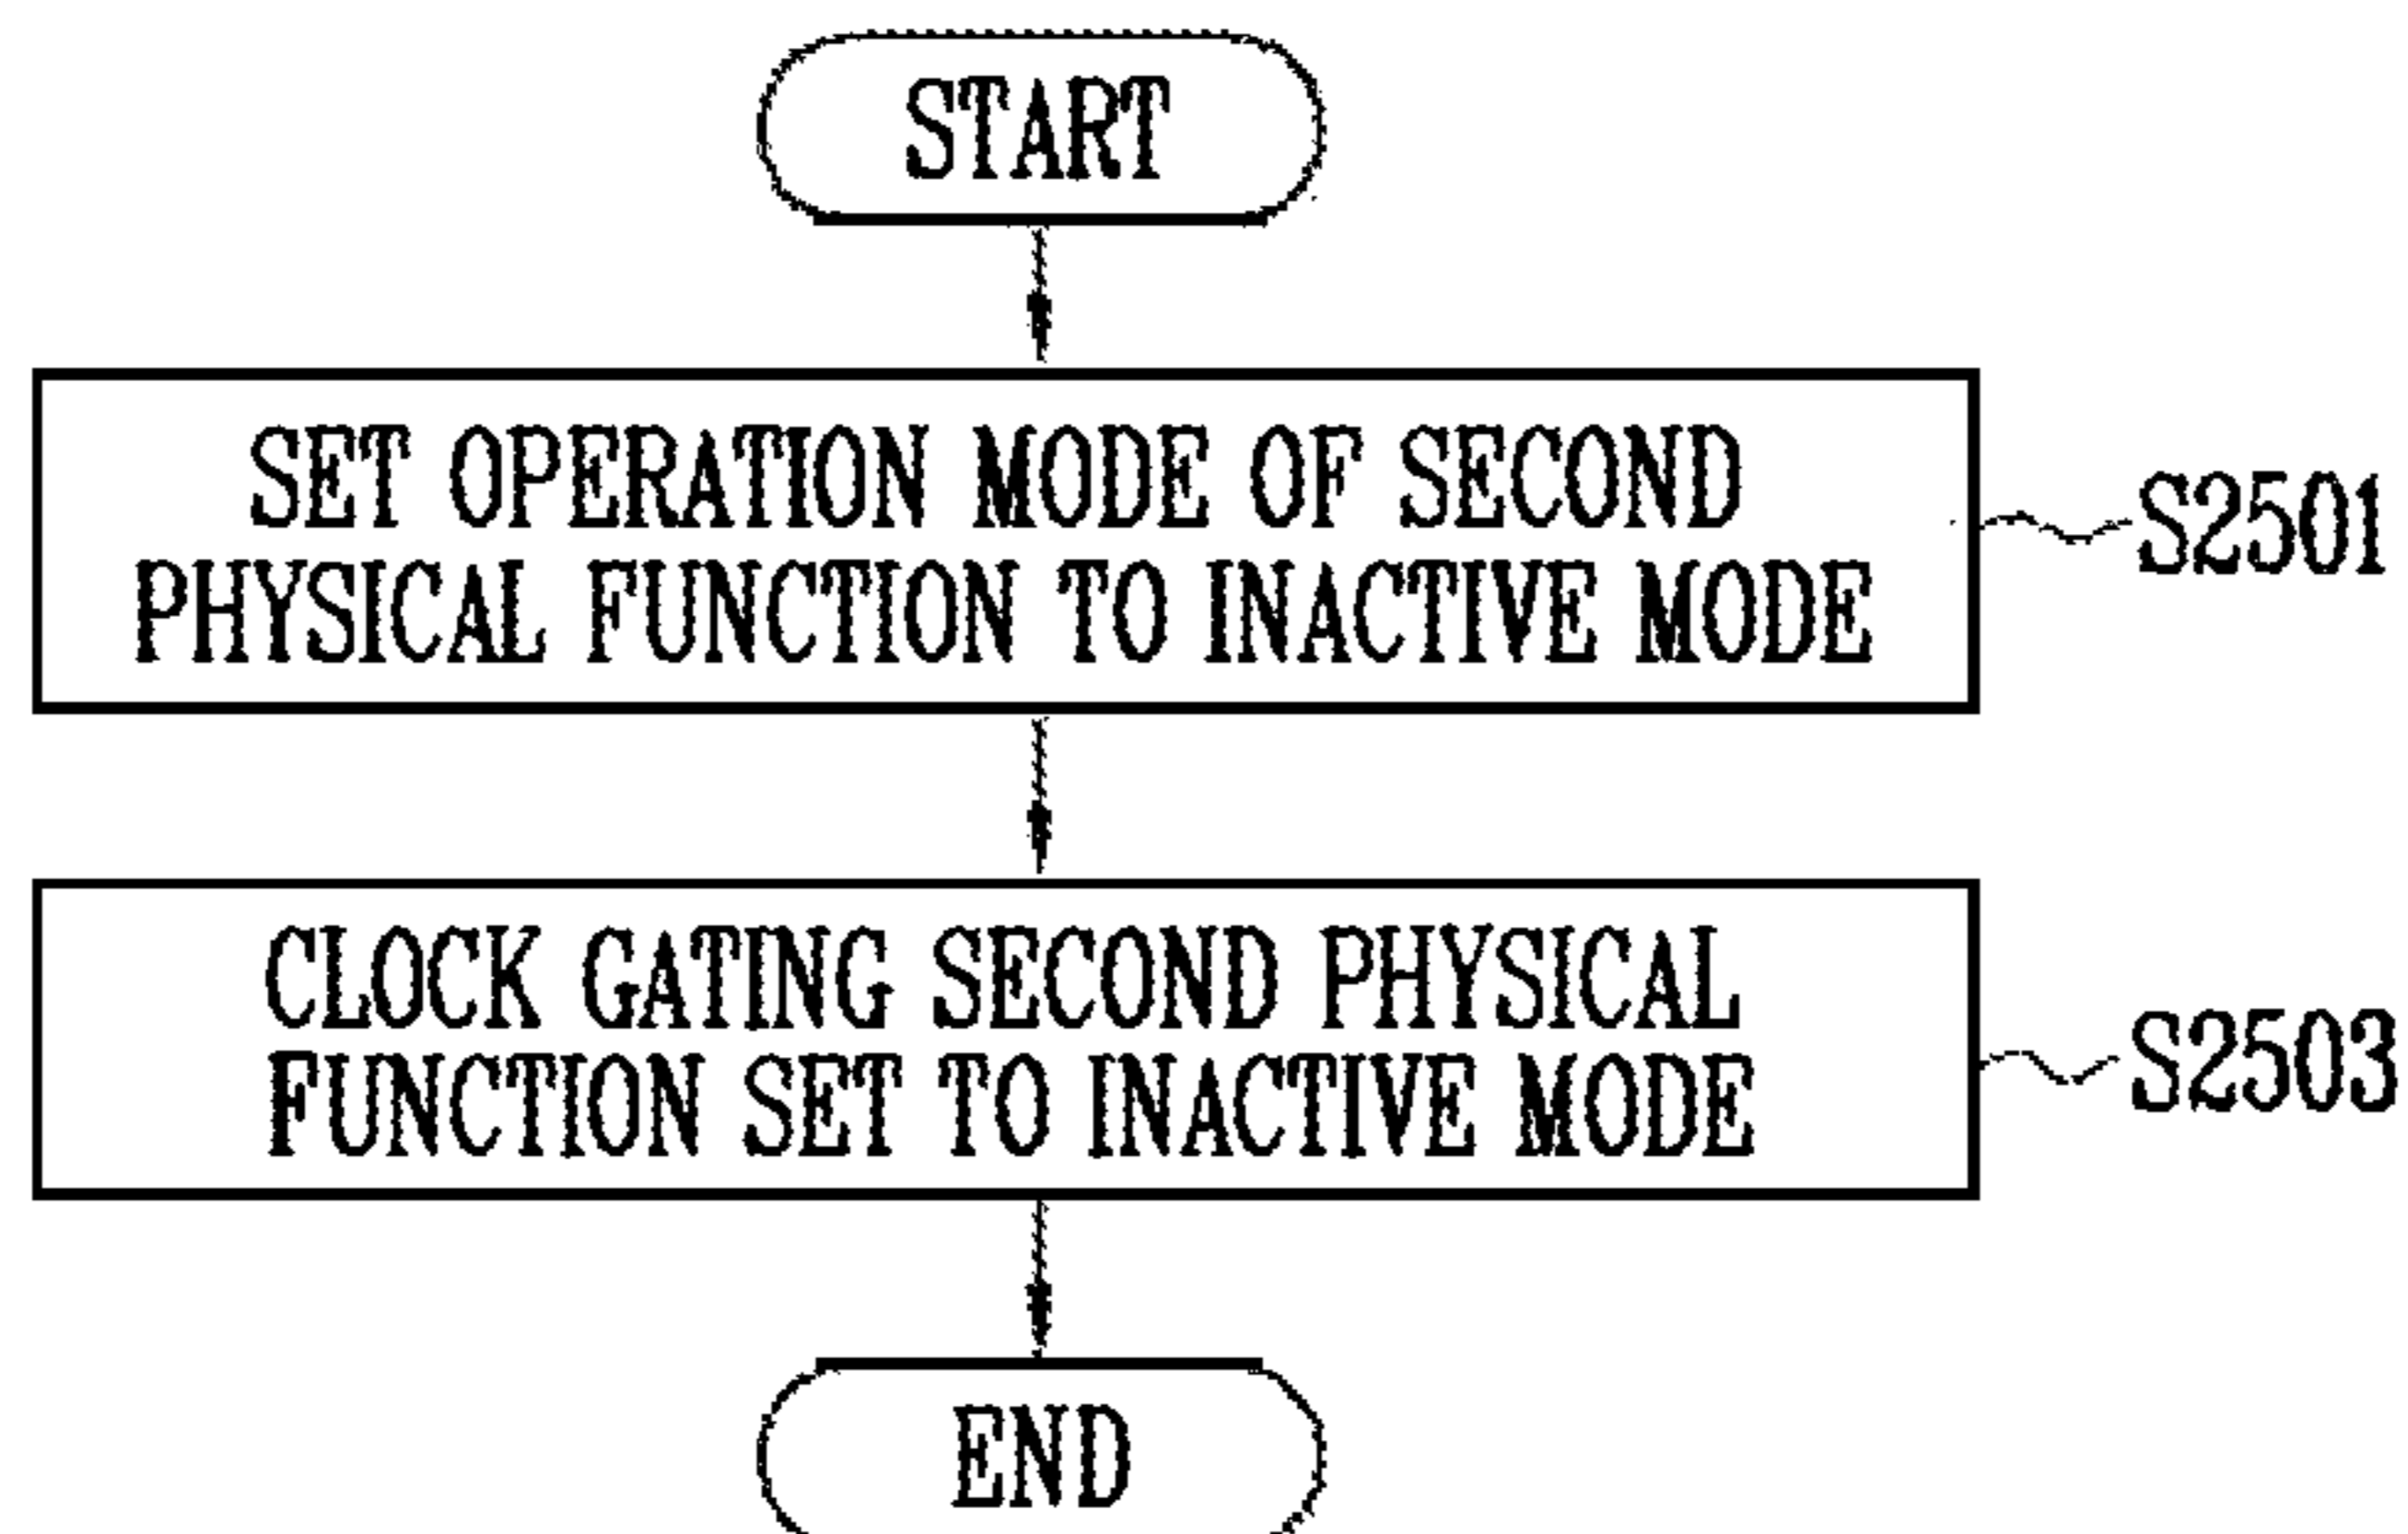 START
SET OPERATION MODE OF SECOND
PHYSICAL FUNCTION TO INACTIVE MODE
S2501
CLOCK GATING SECOND PHYSICAL
FUNCTION SET TO INACTIVE MODE
S2503
END